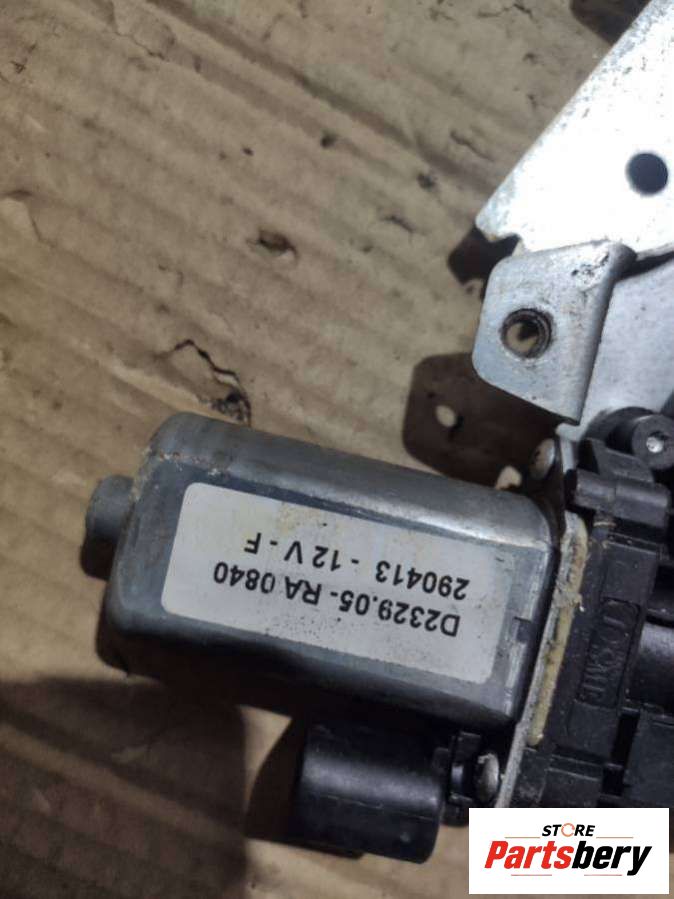 D2329.05-RA 0840
290413 - 12 V - F
STORE
Partsbery